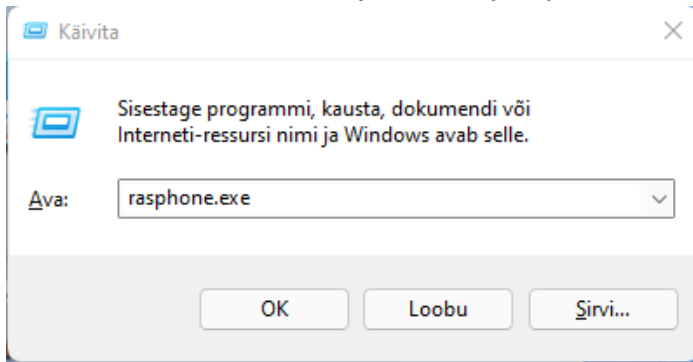 Käivita
Sisestage programmi, kausta, dokumendi või
Interneti-ressursi nimi ja Windows avab selle.
Ava: rasphone.exe
OK Loobu Sirvi...